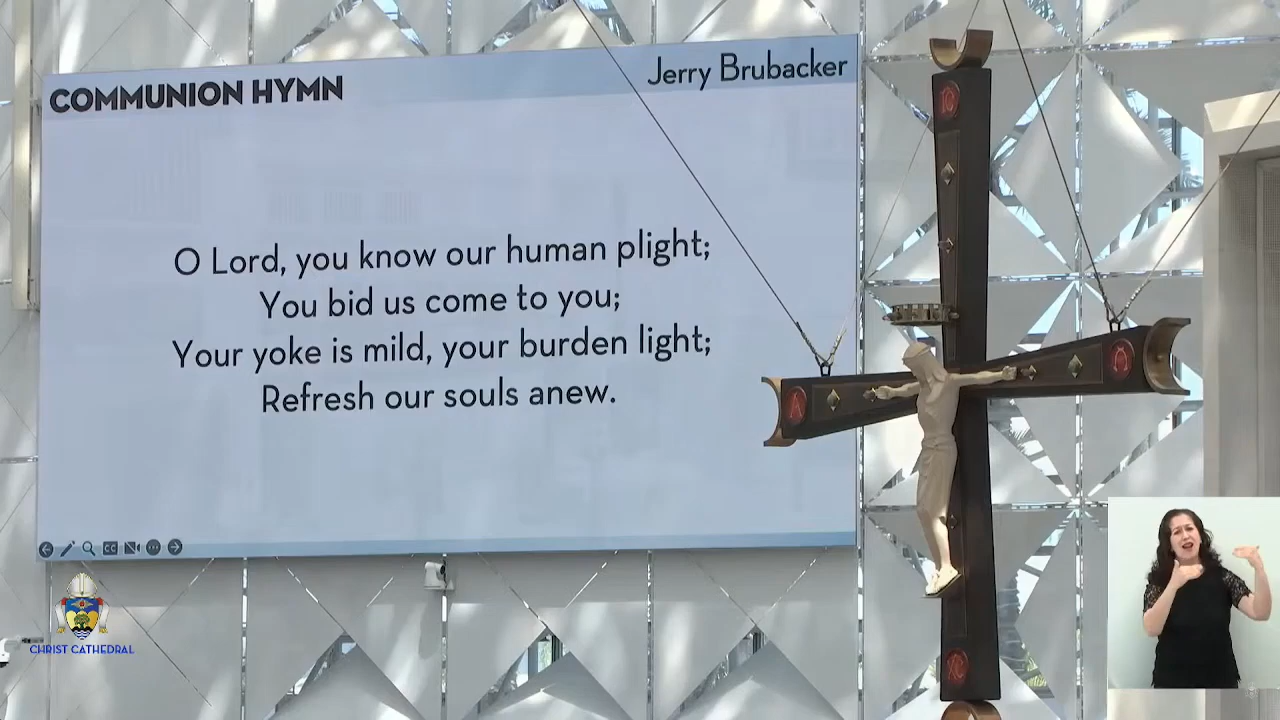 COMMUNION HYMN
Jerry Brubacker
O Lord, you know our human plight;
You bid us come to you;
Your yoke is mild, your burden light;
Refresh our souls anew.
CHRIST CATHEDRAL